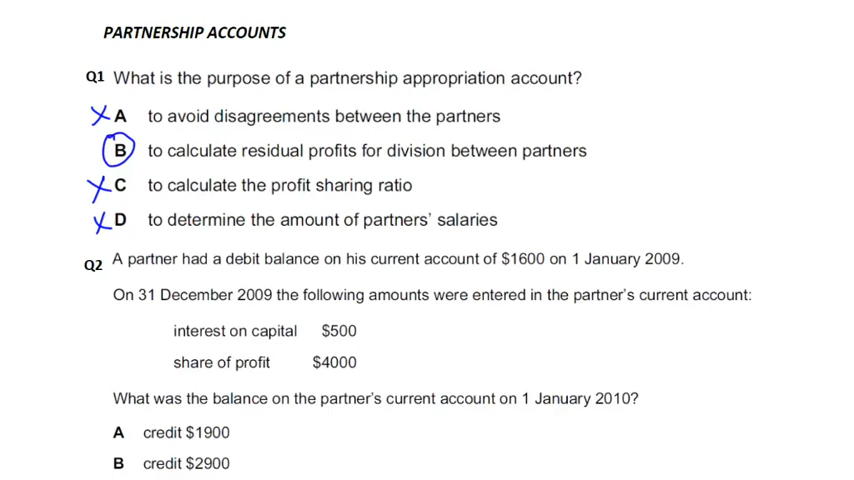 PARTNERSHIP ACCOUNTS
Q1 What is the purpose of a partnership appropriation account?
A to avoid disagreements between the partners
B to calculate residual profits for division between partners
C to calculate the profit sharing ratio
D to determine the amount of partners' salaries
Q2 A partner had a debit balance on his current account of $1600 on 1 January 2009.
On 31 December 2009 the following amounts were entered in the partner's current account:
interest on capital $500
share of profit $4000
What was the balance on the partner's current account on 1 January 2010?
A credit $1900
B credit $2900